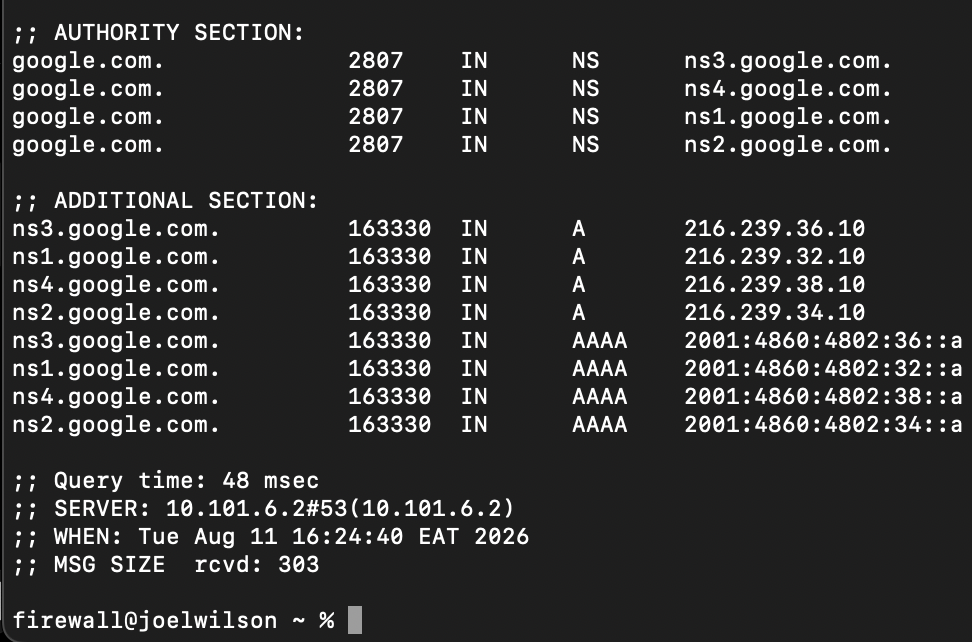 ;; AUTHORITY SECTION:
google.com. 2807 IN NS ns3.google.com.
google.com. 2807 IN NS ns4.google.com.
google.com. 2807 IN NS ns1.google.com.
google.com. 2807 IN NS ns2.google.com.
;; ADDITIONAL SECTION:
ns3.google.com. 163330 IN A 216.239.36.10
ns1.google.com. 163330 IN A 216.239.32.10
ns4.google.com. 163330 IN A 216.239.38.10
ns2.google.com. 163330 IN A 216.239.34.10
ns3.google.com. 163330 IN AAAA 2001:4860:4802:36::a
ns1.google.com. 163330 IN AAAA 2001:4860:4802:32::a
ns4.google.com. 163330 IN AAAA 2001:4860:4802:38::a
ns2.google.com. 163330 IN AAAA 2001:4860:4802:34::a
;; Query time: 48 msec
;; SERVER: 10.101.6.2#53(10.101.6.2)
;; WHEN: Tue Aug 11 16:24:40 EAT 2026
;; MSG SIZE  rcvd: 303
firewall@joelwilson ~ %